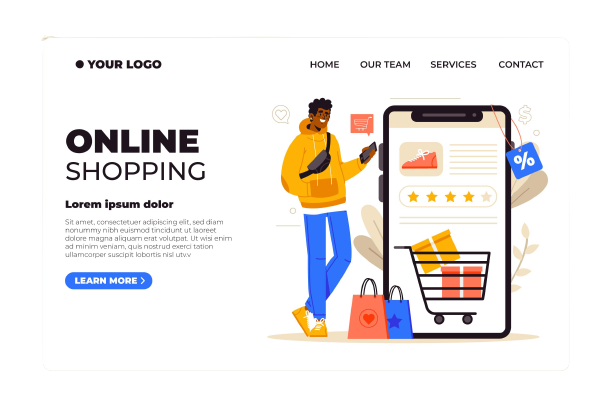 YOUR LOGO
HOME OUR TEAM SERVICES CONTACT
ONLINE
SHOPPING
Lorem ipsum dolor
Sit amet, consectetuer adipiscing elit, sed diam
nonummy nibh euismod tincidunt ut laoreet
dolore magna aliquam erat volutpat. Ut wisi enim
ad minim veniam, quis nostrud exerci tation
ullamcorper suscipit lobortis nisl ut.v
LEARN MORE
%
$